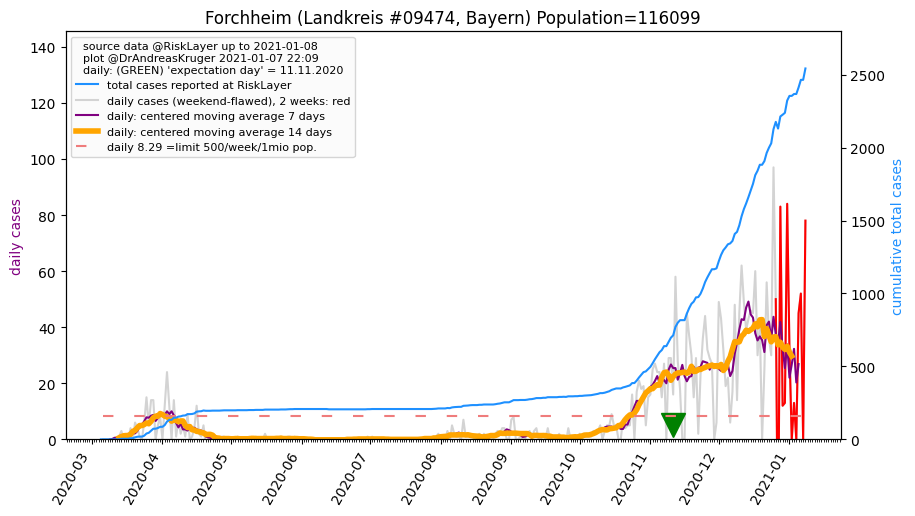 Forchheim (Landkreis #09474, Bayern) Population=116099
source data @RiskLayer up to 2021-01-08
plot @DrAndreasKruger 2021-01-07 22:09
daily: (GREEN) 'expectation day' = 11.11.2020
total cases reported at RiskLayer
daily cases (weekend-flawed), 2 weeks: red
daily: centered moving average 7 days
daily: centered moving average 14 days
daily 8.29 =limit 500/week/1mio pop.
daily cases
140
120
100
80
60
40
20
0
cumulative total cases
2500
2000
1500
1000
500
0
2020-03
2020-04
2020-05
2020-06
2020-07
2020-08
2020-09
2020-10
2020-11
2020-12
2021-01